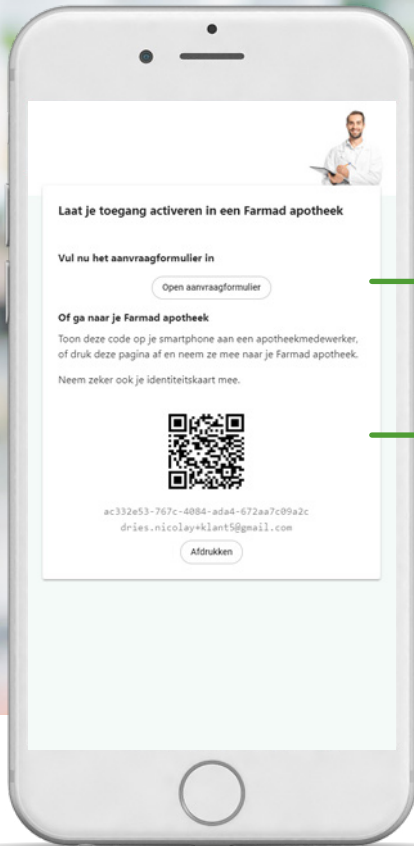 Laat je toegang activeren in een Farmad apotheek
Vul nu het aanvraagformulier in
Open aanvraagformulier
Of ga naar je Farmad apotheek
Toon deze code op je smartphone aan een apotheekmedewerker,
of druk deze pagina af en neem ze mee naar je Farmad apotheek.
Neem zeker ook je identiteitskaart mee.
ac332e53-767c-4084-ada4-672aa7c09a2c
dries.nicolay+klant5@gmail.com
Afdrukken